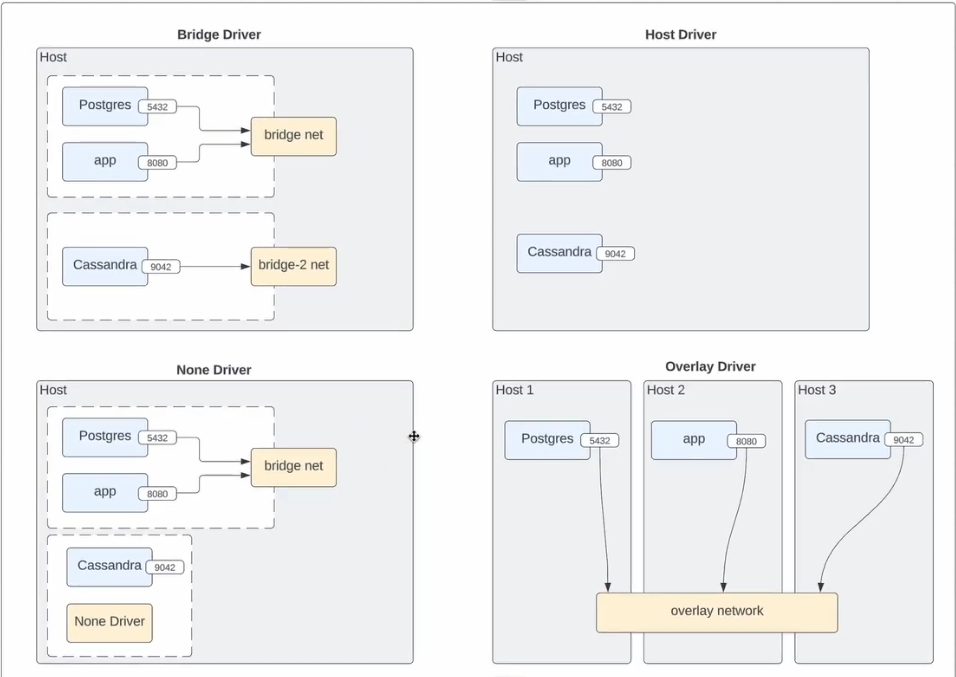 Bridge Driver
Host
Postgres 5432
bridge net
app 8080
Cassandra 9042
bridge-2 net
Host Driver
Host
Postgres 5432
app 8080
Cassandra 9042
None Driver
Host
Postgres 5432
bridge net
app 8080
Cassandra 9042
None Driver
Overlay Driver
Host 1
Postgres 5432
Host 2
app 8080
Host 3
Cassandra 9042
overlay network